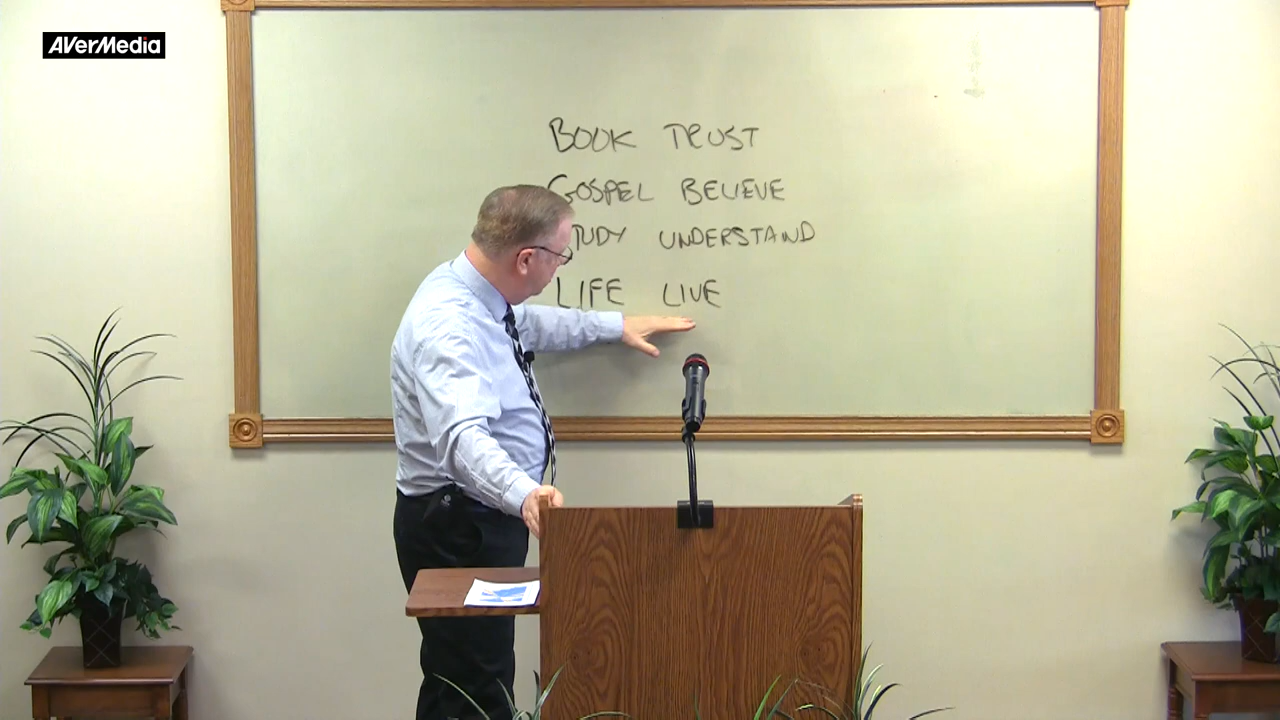 AVerMedia
BOOK TRUST
GOSPEL BELIEVE
TUDY UNDERSTAND
LIFE LIVE